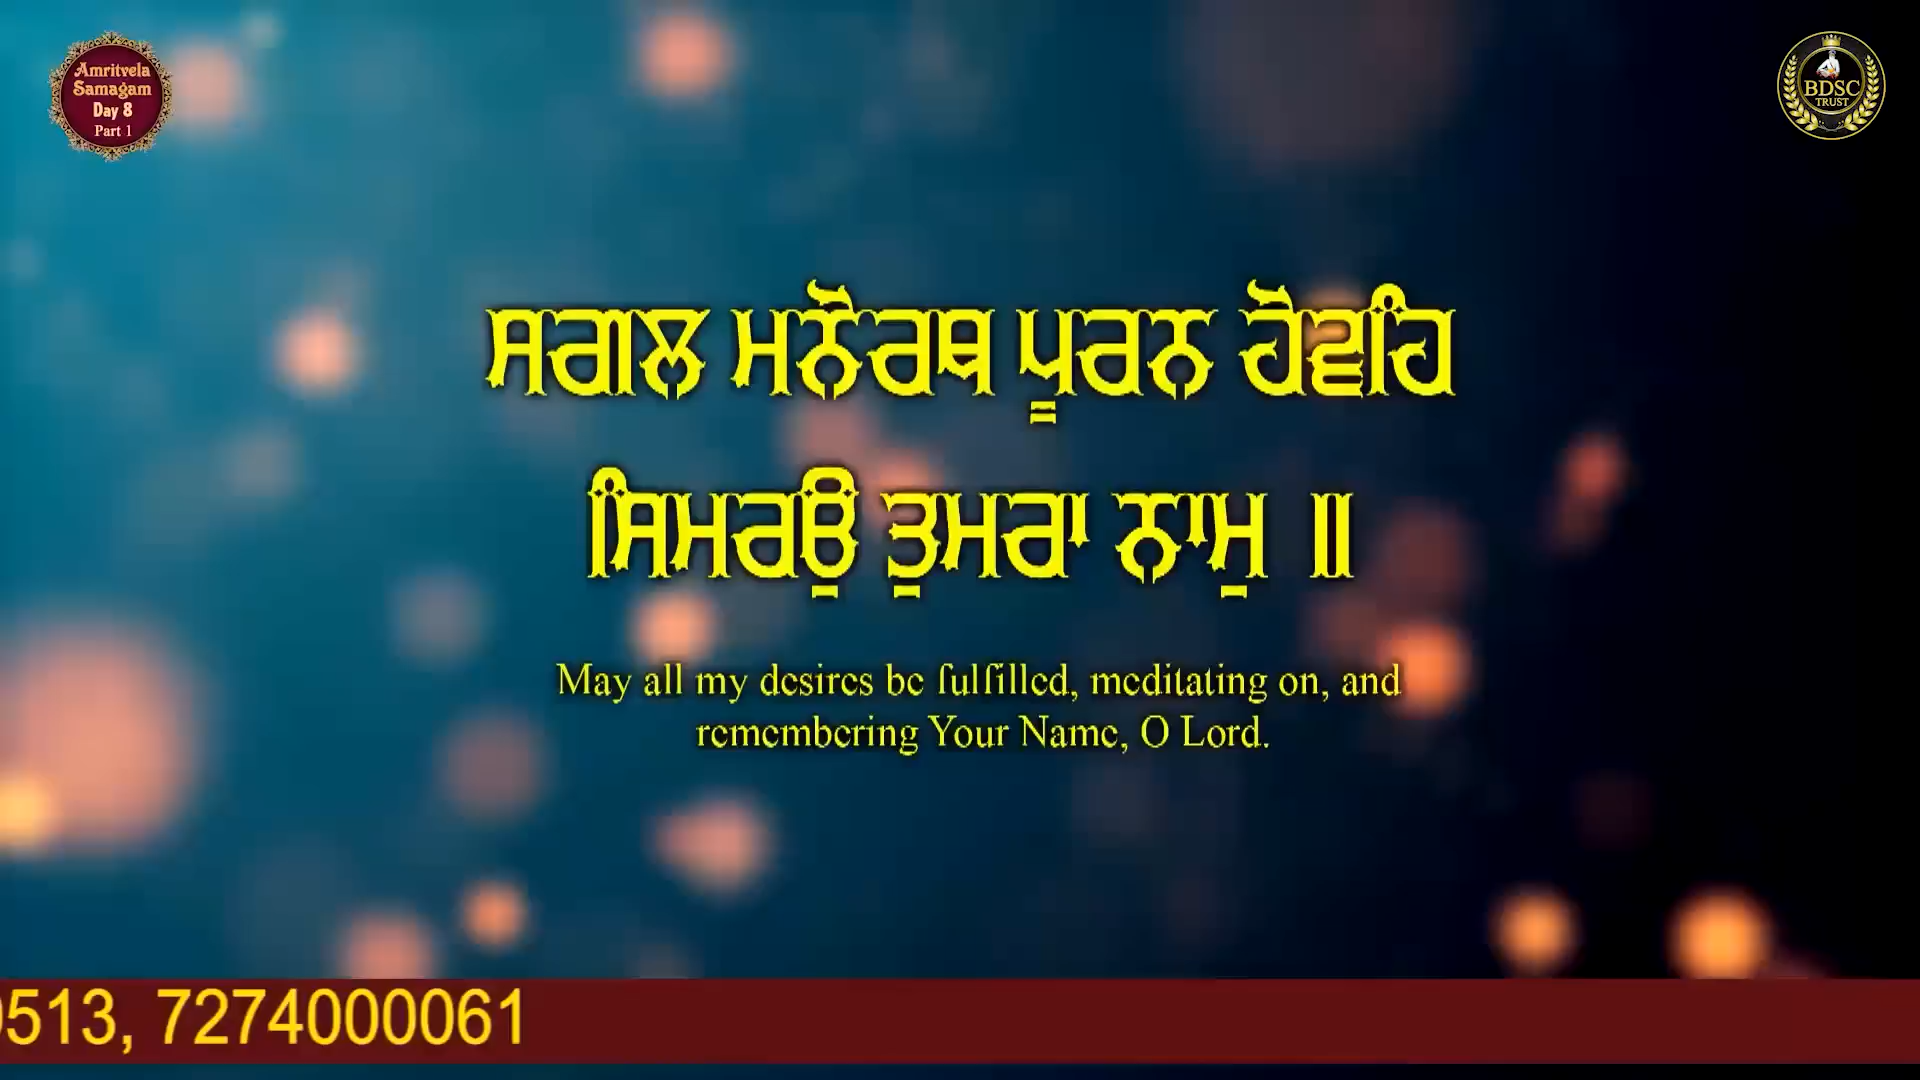 Amritvela
Samagam
Day 8
Part 1
BDSC
TRUST
ਸਗਲ ਮਨੋਰਥ ਪੂਰਨ ਹੋਵਹਿ
ਸਿਮਰਉ ਤੁਮਰਾ ਨਾਮੁ ॥
May all my desires be fulfilled, meditating on, and
remembering Your Name, O Lord.
513, 7274000061